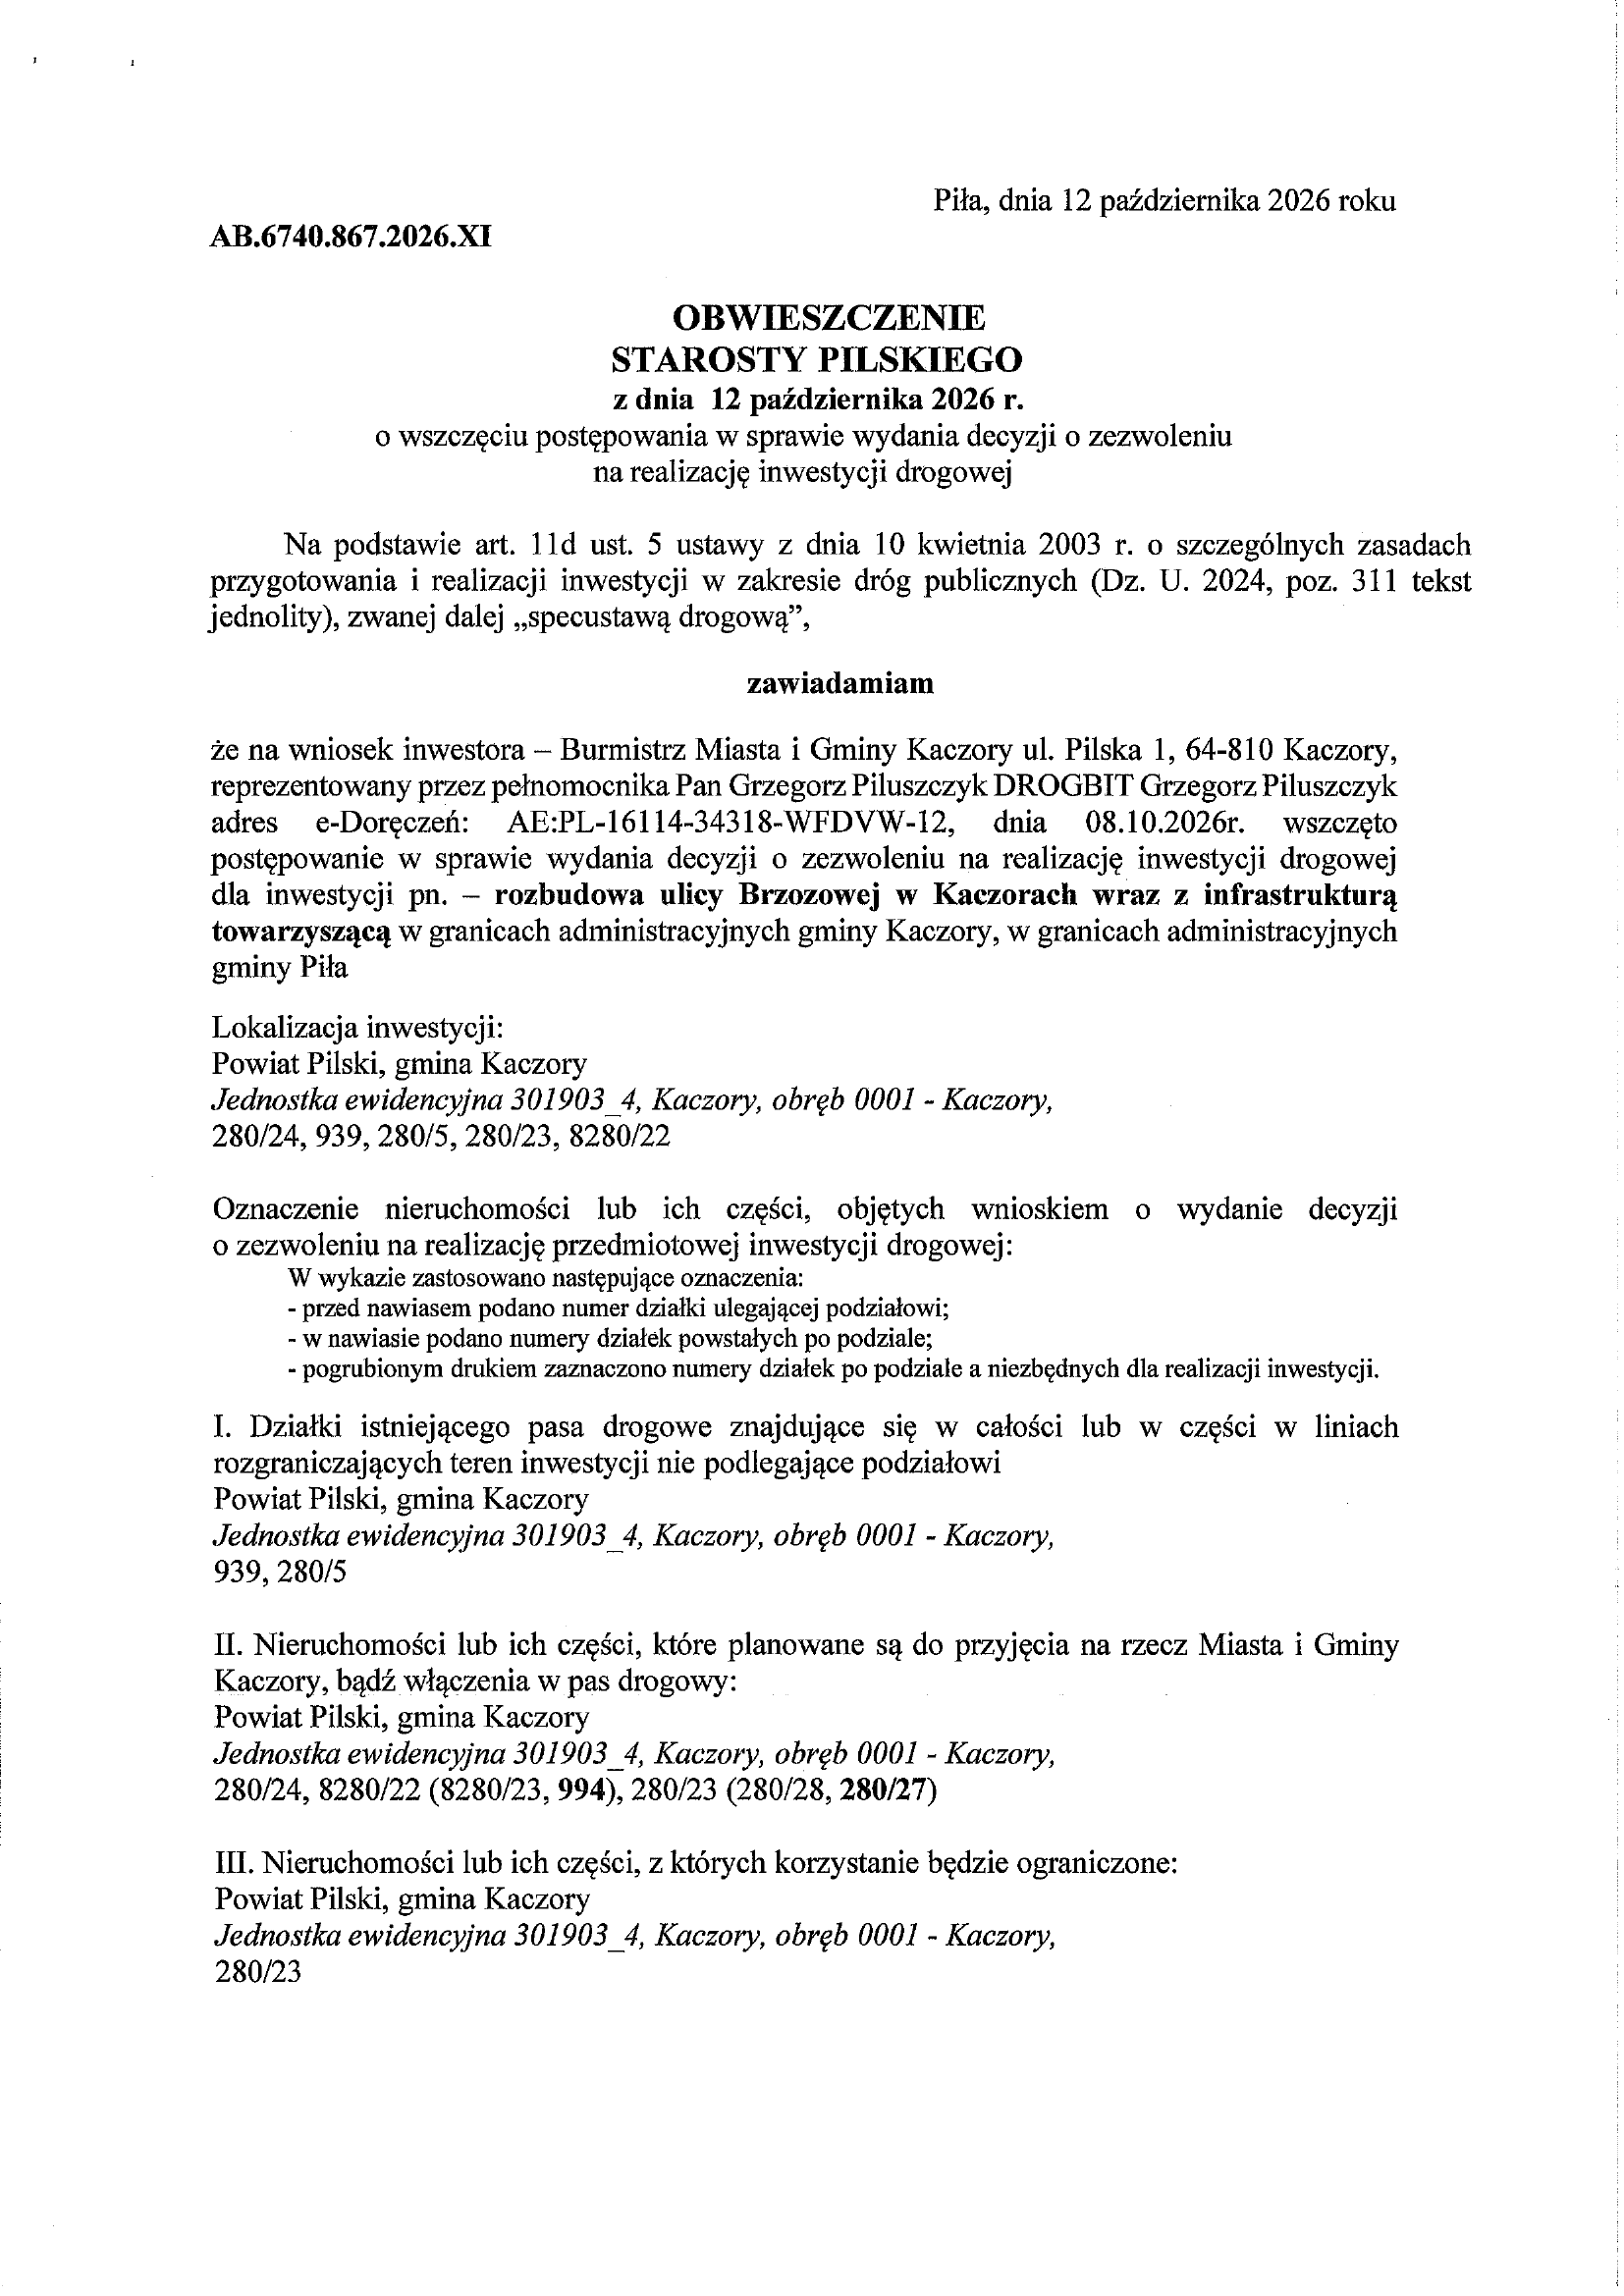 Piła, dnia 12 października 2026 roku
AB.6740.867.2026.XI
OBWIESZCZENIE
STAROSTY PILSKIEGO
z dnia 12 października 2026 r.
o wszczęciu postępowania w sprawie wydania decyzji o zezwoleniu
na realizację inwestycji drogowej
Na podstawie art. 11d ust. 5 ustawy z dnia 10 kwietnia 2003 r. o szczególnych zasadach
przygotowania i realizacji inwestycji w zakresie dróg publicznych (Dz. U. 2024, poz. 311 tekst
jednolity), zwanej dalej „specustawą drogową”,
zawiadamiam
że na wniosek inwestora – Burmistrz Miasta i Gminy Kaczory ul. Pilska 1, 64-810 Kaczory,
reprezentowany przez pełnomocnika Pan Grzegorz Piluszczyk DROGBIT Grzegorz Piluszczyk
adres e-Doręczeń: AE:PL-16114-34318-WFDVW-12, dnia 08.10.2026r. wszczęto
postępowanie w sprawie wydania decyzji o zezwoleniu na realizację inwestycji drogowej
dla inwestycji pn. – rozbudowa ulicy Brzozowej w Kaczorach wraz z infrastrukturą
towarzyszącą w granicach administracyjnych gminy Kaczory, w granicach administracyjnych
gminy Piła
Lokalizacja inwestycji:
Powiat Pilski, gmina Kaczory
Jednostka ewidencyjna 301903_4, Kaczory, obręb 0001 - Kaczory,
280/24, 939, 280/5, 280/23, 8280/22
Oznaczenie nieruchomości lub ich części, objętych wnioskiem o wydanie decyzji
o zezwoleniu na realizację przedmiotowej inwestycji drogowej:
W wykazie zastosowano następujące oznaczenia:
- przed nawiasem podano numer działki ulegającej podziałowi;
- w nawiasie podano numery działek powstałych po podziale;
- pogrubionym drukiem zaznaczono numery działek po podziale a niezbędnych dla realizacji inwestycji.
I. Działki istniejącego pasa drogowe znajdujące się w całości lub w części w liniach
rozgraniczających teren inwestycji nie podlegające podziałowi
Powiat Pilski, gmina Kaczory
Jednostka ewidencyjna 301903_4, Kaczory, obręb 0001 - Kaczory,
939, 280/5
II. Nieruchomości lub ich części, które planowane są do przyjęcia na rzecz Miasta i Gminy
Kaczory, bądź włączenia w pas drogowy:
Powiat Pilski, gmina Kaczory
Jednostka ewidencyjna 301903_4, Kaczory, obręb 0001 - Kaczory,
280/24, 8280/22 (8280/23, 994), 280/23 (280/28, 280/27)
III. Nieruchomości lub ich części, z których korzystanie będzie ograniczone:
Powiat Pilski, gmina Kaczory
Jednostka ewidencyjna 301903_4, Kaczory, obręb 0001 - Kaczory,
280/23